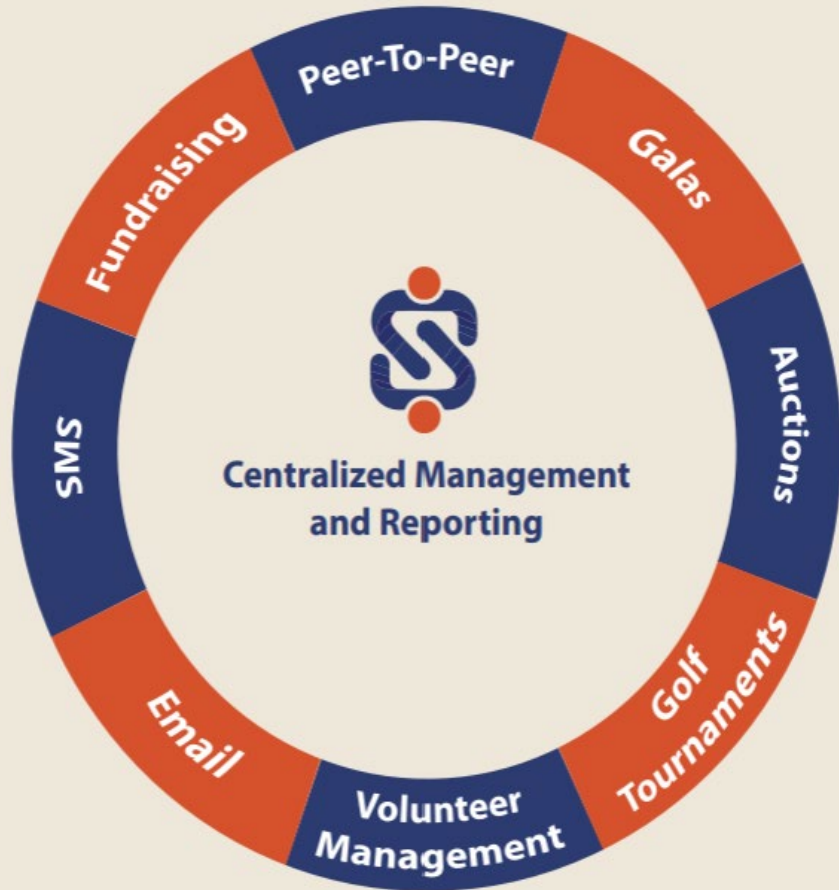 Peer-To-Peer
Galas
Auctions
Golf
Tournaments
Volunteer
Management
Email
SMS
Fundraising
Centralized Management
and Reporting